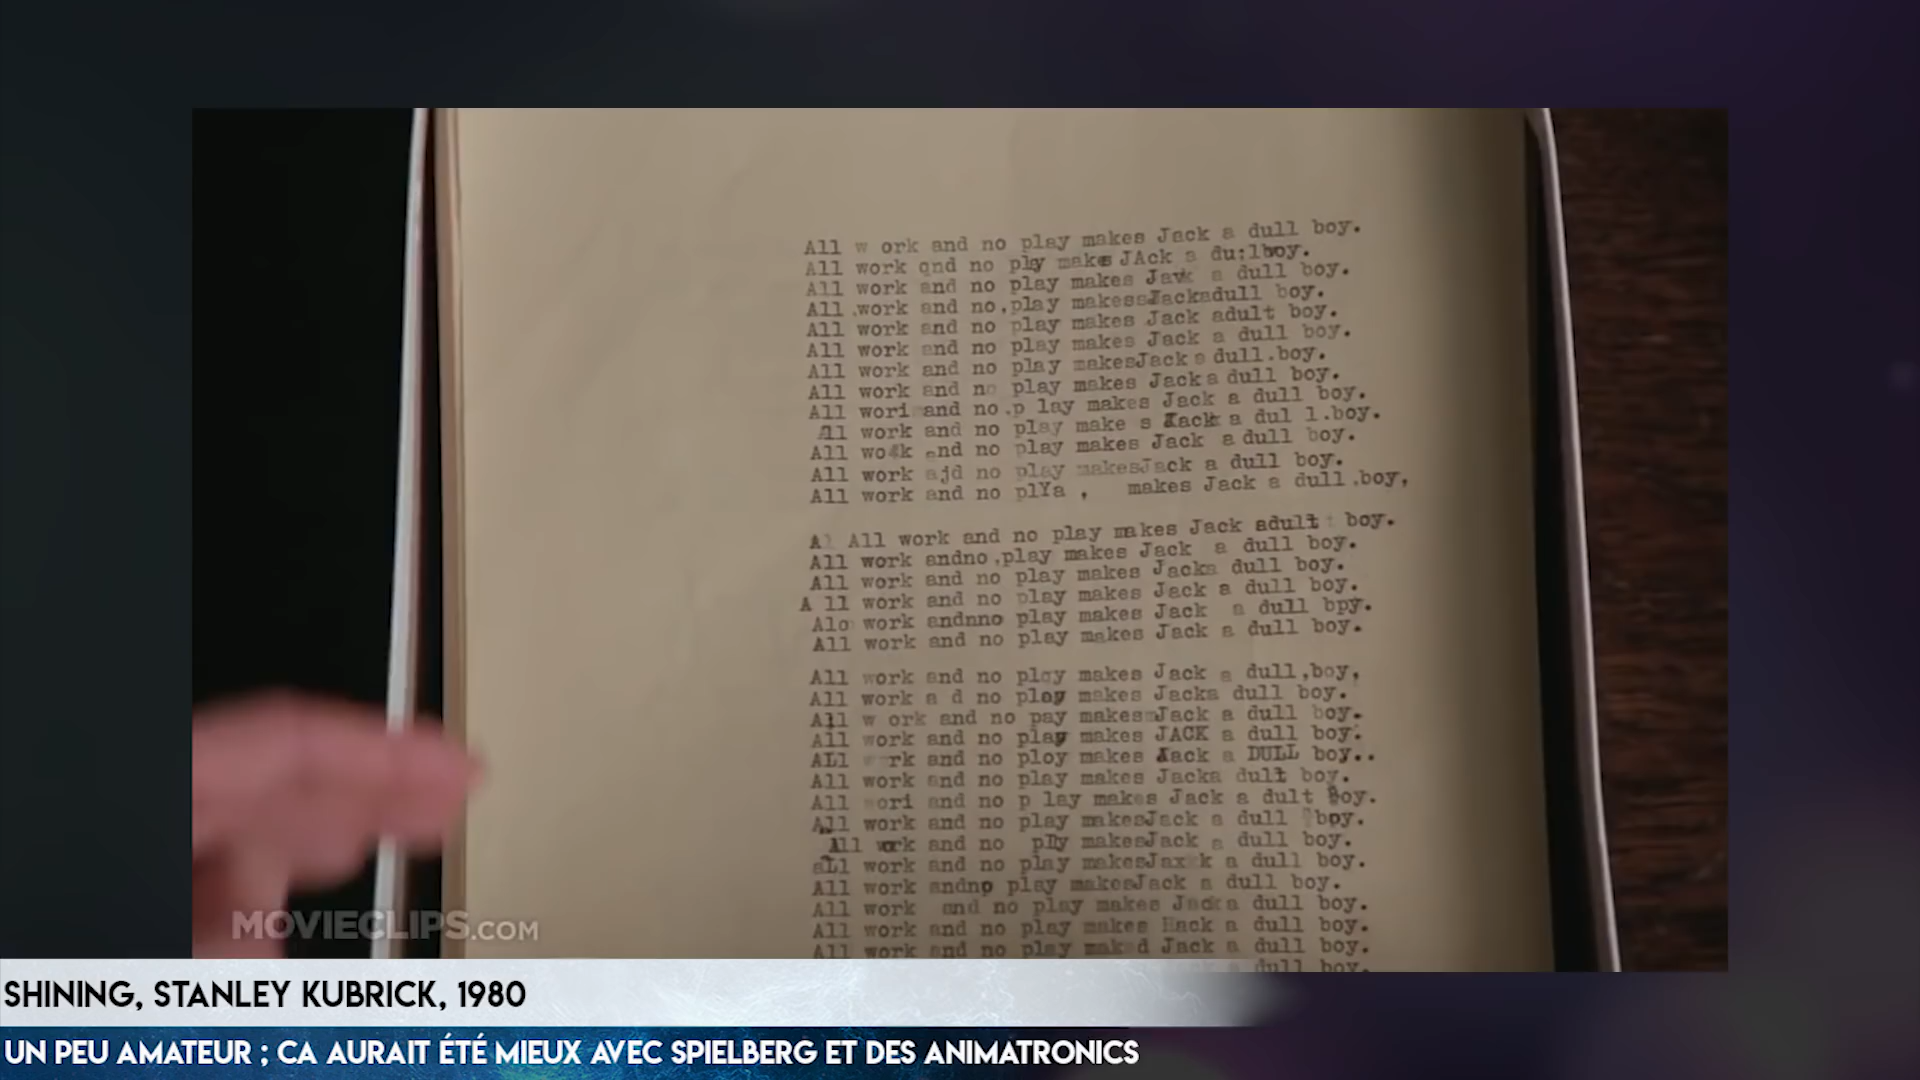 All w ork and no play makes Jack a dull boy.
All work qnd no play makes JAck a du;lboy.
All work and no play makes Javk a dull boy.
All .work and no,play makessJackadull boy.
All work and no play makes Jack adult boy.
All work and no play makes Jack a dull boy.
All work and no play makesJack a dull.boy.
All work and no play makes Jacka dull boy.
All wori and no.p lay makes Jack a dull boy.
All work and no play make s Jack a dul l.boy.
All work and no play makes Jack a dull boy.
All work ajd no play makesJack a dull boy.
All work and no plYa , makes Jack a dull.boy,
Al All work and no play makes Jack adult boy.
All work andno,play makes Jack a dull boy.
All work and no play makes Jacka dull boy.
A ll work and no play makes Jack a dull boy.
Alo work andnno play makes Jack a dull bpy.
All work and no play makes Jack a dull boy.
All work and no play makes Jack a dull,boy,
All work a d no play makes Jacka dull boy.
All w ork and no pay makesmJack a dull boy.
All work and no play makes JACK a dull boy.
ALl rk and no ploy makes Jack a DULL boy..
All work and no play makes Jacka dult boy.
All wori and no p lay makes Jack a dult Boy.
All work and no play makesJack a dull bpy.
All work and no plly makesJack a dull boy.
aLl work and no play makesJaxk k a dull boy.
All work andnp play makesJack a dull boy.
All work and no play makes Jacka dull boy.
All work and no play makes Hack a dull boy.
All work and no play mak d Jack a dull boy.
a dull boy.
MOVIECLIPS.COM
SHINING, STANLEY KUBRICK, 1980
UN PEU AMATEUR ; CA AURAIT ÉTÉ MIEUX AVEC SPIELBERG ET DES ANIMATRONICS